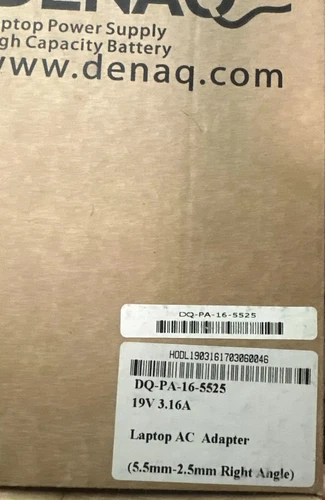 DENAQ
aptop Power Supply
gh Capacity Battery
www.denaq.com
DQ-PA-16-5525
HODL1903161703060046
DQ-PA-16-5525
19V 3.16A
Laptop AC Adapter
(5.5mm-2.5mm Right Angle)